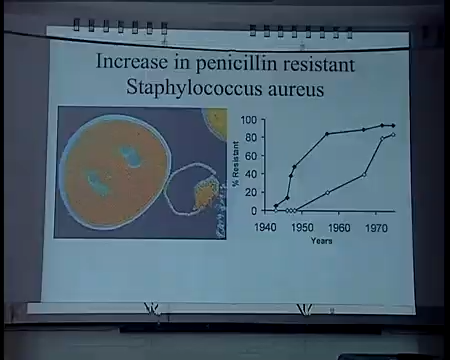 Increase in penicillin resistant
Staphylococcus aureus
100
80
60
40
20
0
% Resistant
1940 1950 1960 1970
Years